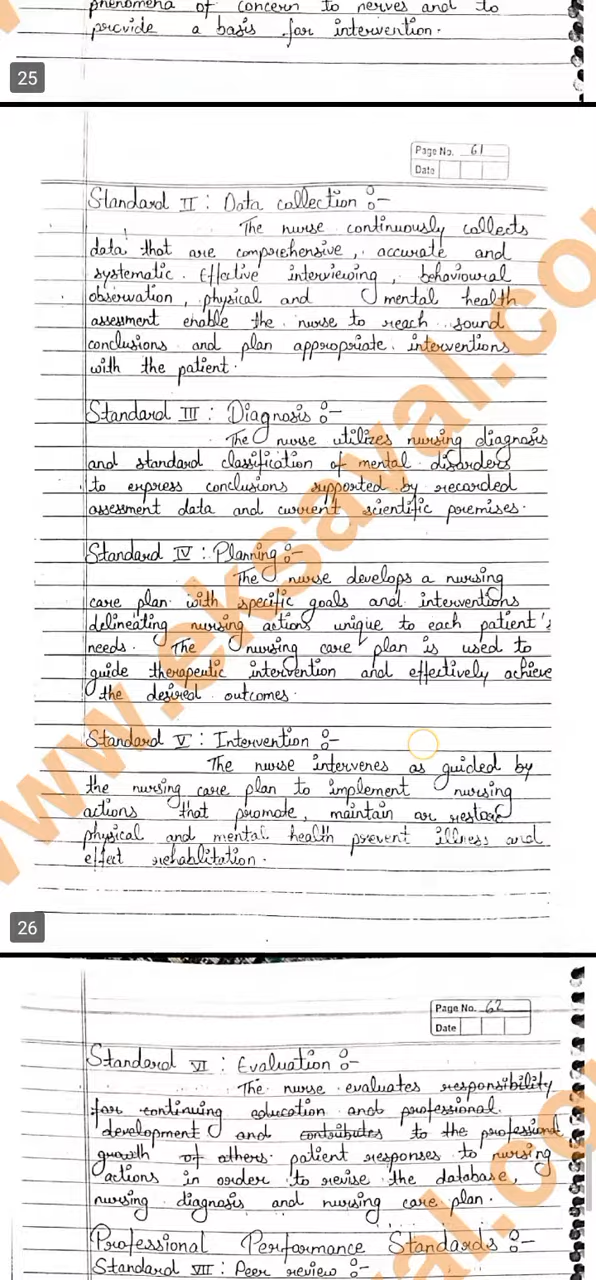 phenomena of concern to nerves and to
provide a basis for intervention.
25
Page No. 61
Date
Standard II : Data collection :-
The nurse continuously collects
data that are comprehensive, accurate and
systematic. Effective interviewing, behavioural
observation, physical and mental health
assessment enable the nurse to reach sound
conclusions and plan appropriate interventions
with the patient.
Standard III : Diagnosis :-
The nurse utilizes nursing diagnosis
and standard classification of mental disorders
to express conclusions supported by recorded
assessment data and current scientific premises.
Standard IV : Planning :-
The nurse develops a nursing
care plan with specific goals and interventions
delineating nursing actions unique to each patient's
needs. The nursing care plan is used to
guide therapeutic intervention and effectively achieve
the desired outcomes.
Standard V : Intervention :-
The nurse intervenes as guided by
the nursing care plan to implement nursing
actions that promote, maintain or restore
physical and mental health prevent illness and
effect rehablitation.
www.eksaval.com
26
Page No. 62
Date
Standard VI : Evaluation :-
The nurse evaluates responsibility
for continuing education and professional
development and contributes to the professional
growth of others. patient responses to nursing
actions in order to revise the database,
nursing diagnosis and nursing care plan.
Professional Performance Standards :-
Standard VII : Peer review :-